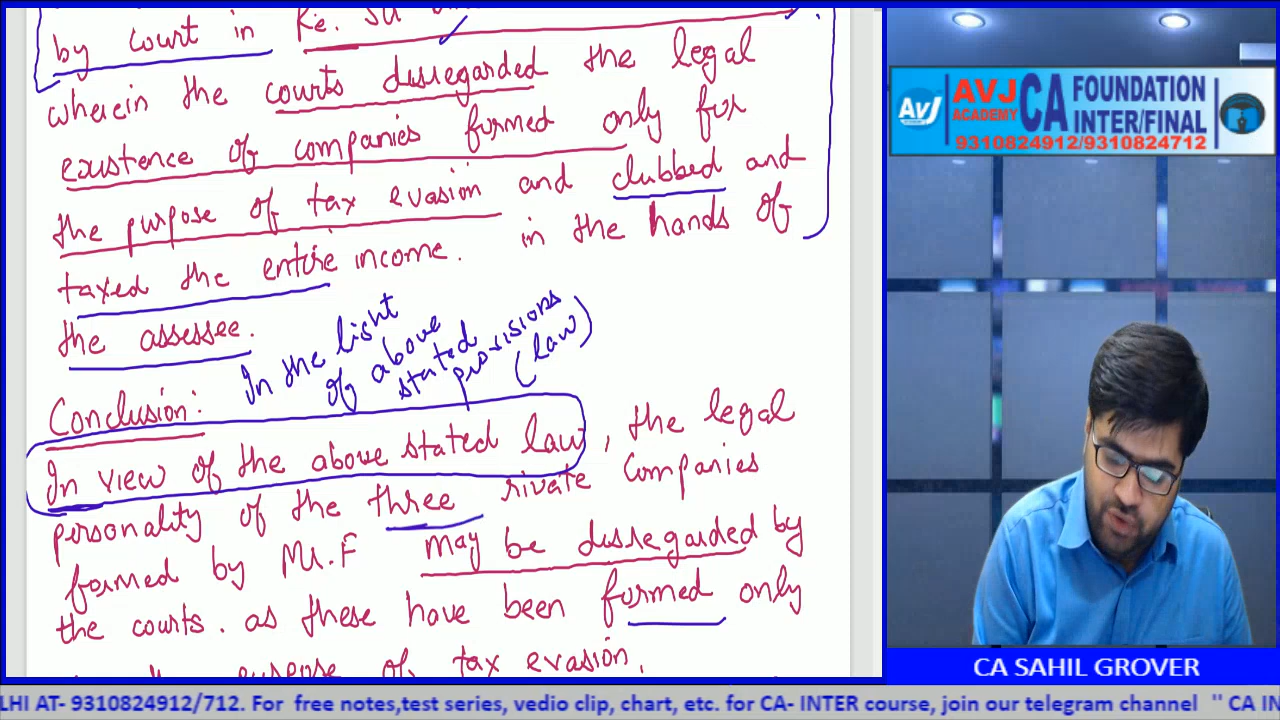 by court in Re.
wherein the courts disregarded the legal
existence of companies formed only for
the purpose of tax evasion and clubbed and
taxed the entire income. in the hands of
the assessee.
In the light
of above
stated
provisions
(law)
Conclusion:
In view of the above stated law, the legal
personality of the three rivate companies
formed by Mr. F may be disregarded by
the courts. as these have been formed only
purpose of tax evasion.
AVJ
AVJ
ACADEMY
CA
FOUNDATION
INTER/FINAL
9310824912/9310824712
CA SAHIL GROVER
LHI AT- 9310824912/712. For free notes,test series, vedio clip, chart, etc. for CA- INTER course, join our telegram channel " CA IN